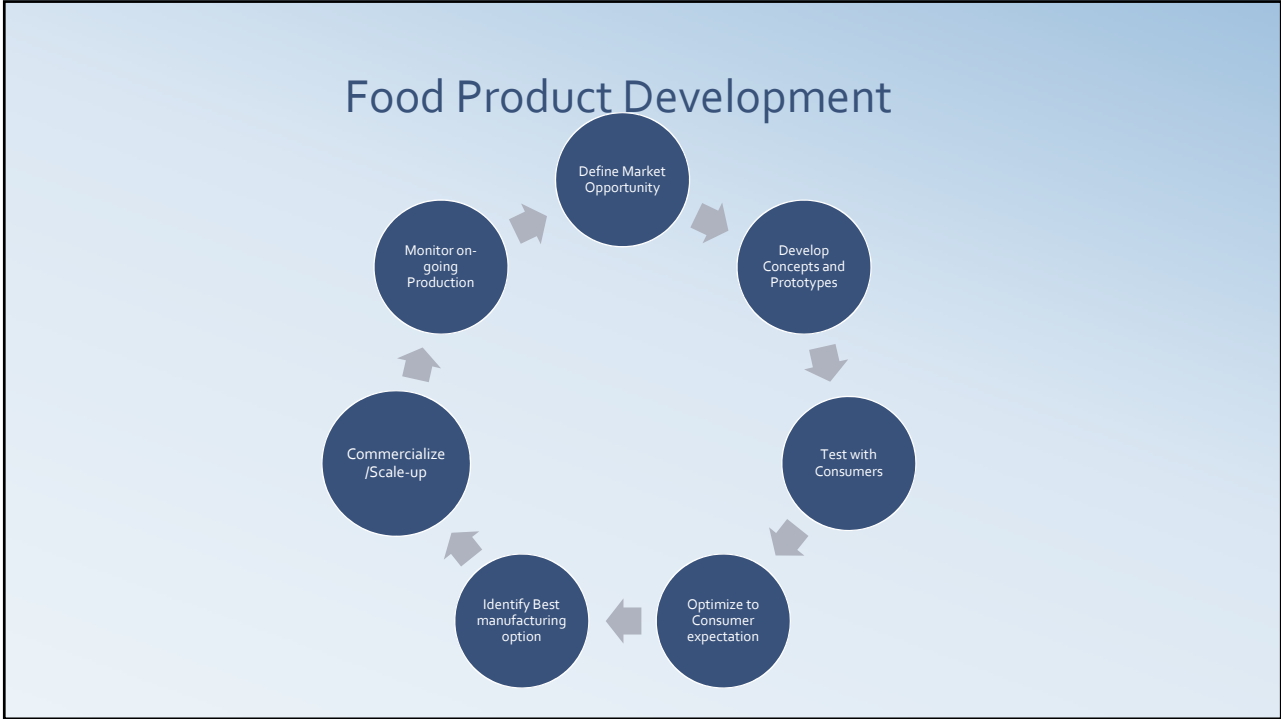 Food Product Development
Define Market
Opportunity
Develop
Concepts and
Prototypes
Test with
Consumers
Optimize to
Consumer
expectation
Identify Best
manufacturing
option
Commercialize
/Scale-up
Monitor on-
going
Production